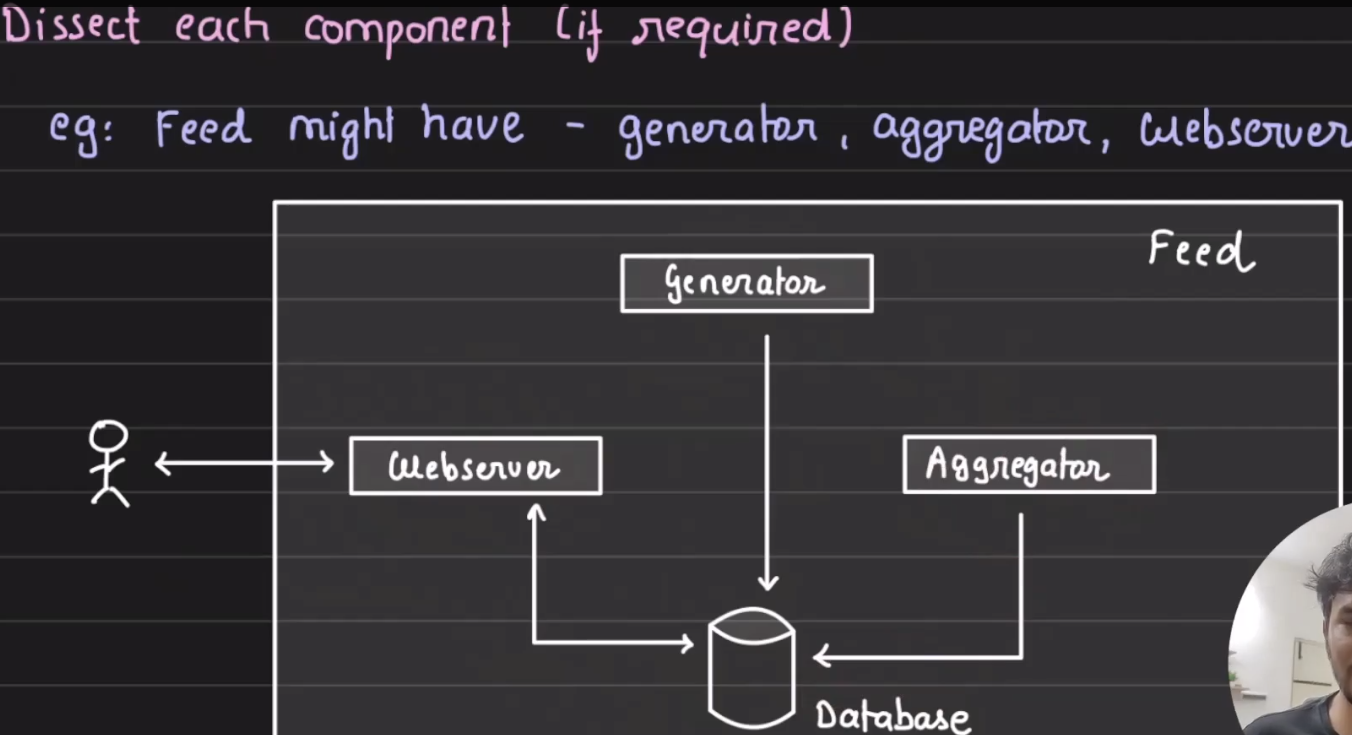 Dissect each component (if required)
eg: Feed might have - generator, aggregator, Webserver
Feed
Generator
Webserver
Aggregator
Database